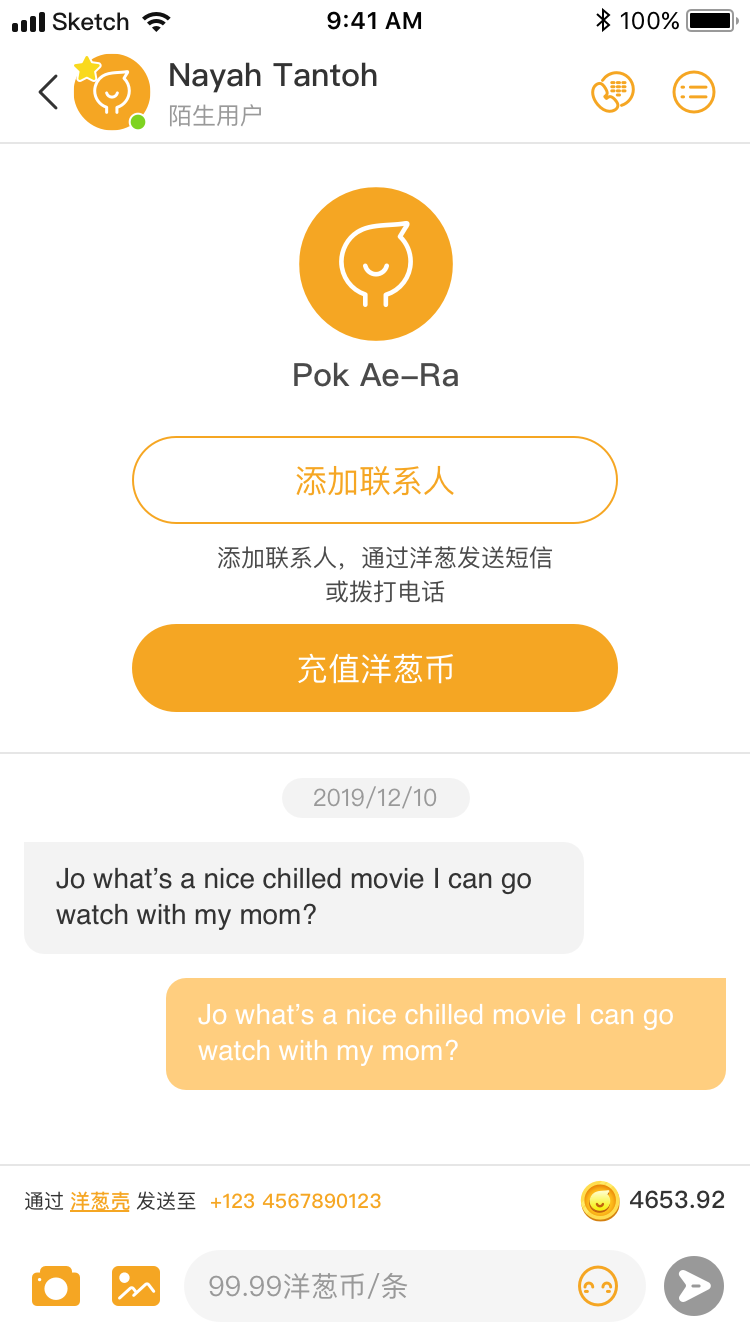 Sketch 9:41 AM 100%
Nayah Tantoh
陌生用户
Pok Ae–Ra
添加联系人
添加联系人，通过洋葱发送短信
或拨打电话
充值洋葱币
2019/12/10
Jo what’s a nice chilled movie I can go
watch with my mom?
Jo what’s a nice chilled movie I can go
watch with my mom?
通过 洋葱壳 发送至 +123 4567890123 4653.92
99.99洋葱币/条